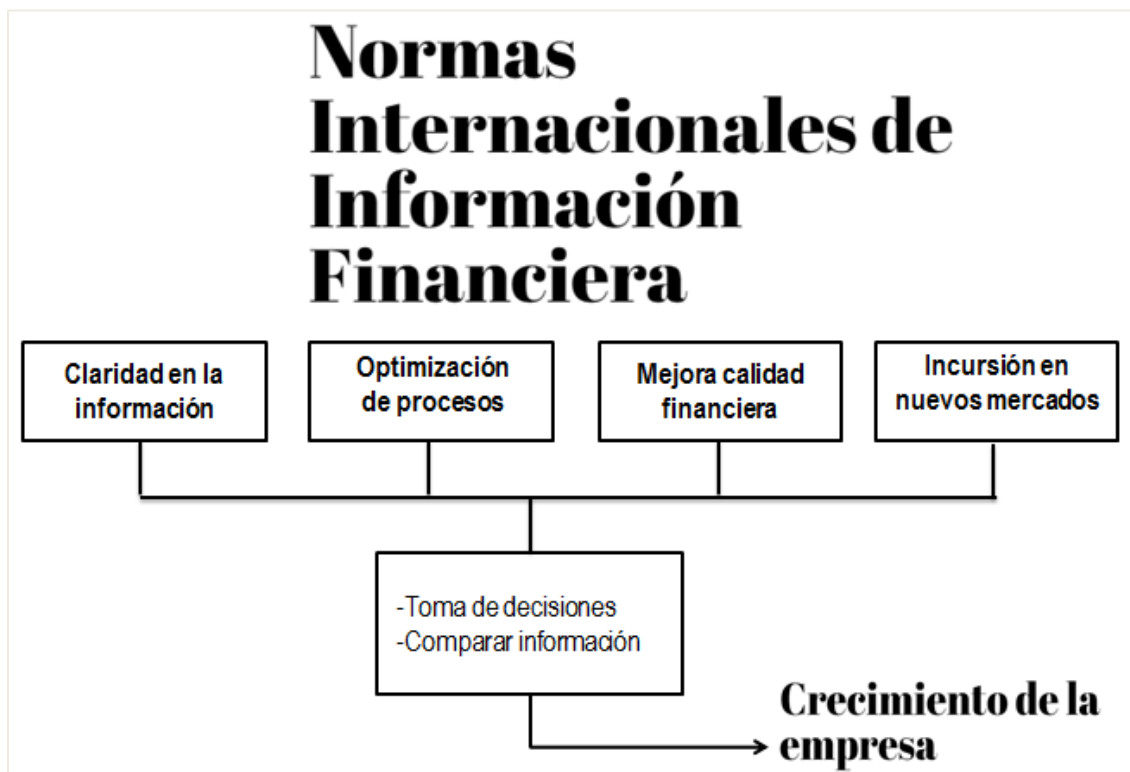 Normas
Internacionales de
Información
Financiera
Claridad en la
información
Optimización
de procesos
Mejora calidad
financiera
Incursión en
nuevos mercados
-Toma de decisiones
-Comparar información
Crecimiento de la
empresa